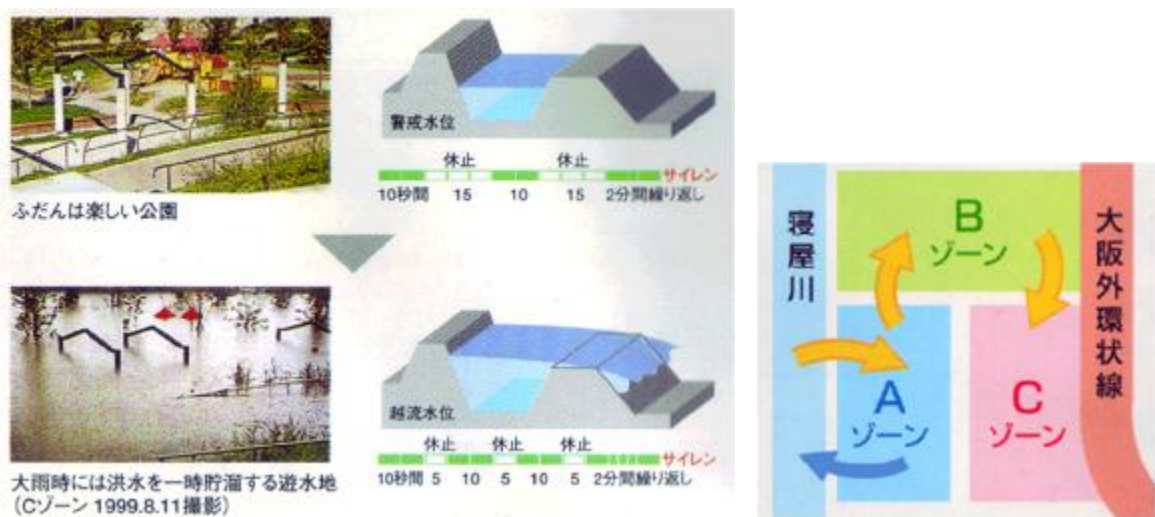 ふだんは楽しい公園
大雨時には洪水を一時貯溜する遊水地
(Cゾーン 1999.8.11撮影)
警戒水位
休止 休止
サイレン
10秒間 15 10 15 2分間繰り返し
越流水位
休止 休止 休止
サイレン
10秒間 5 10 5 10 5 2分間繰り返し
寝屋川
B
ゾーン
A
ゾーン
C
ゾーン
大阪外環状線